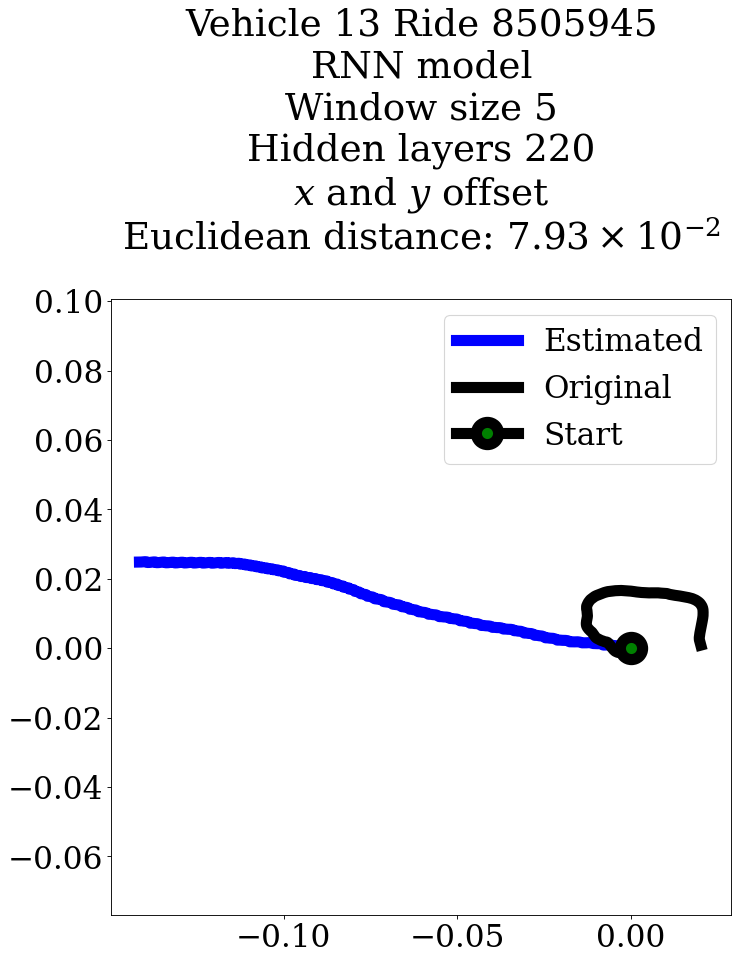 Vehicle 13 Ride 8505945
RNN model
Window size 5
Hidden layers 220
x and y offset
Euclidean distance: 7.93 × 10⁻²
Estimated
Original
Start
0.10
0.08
0.06
0.04
0.02
0.00
−0.02
−0.04
−0.06
−0.10
−0.05
0.00